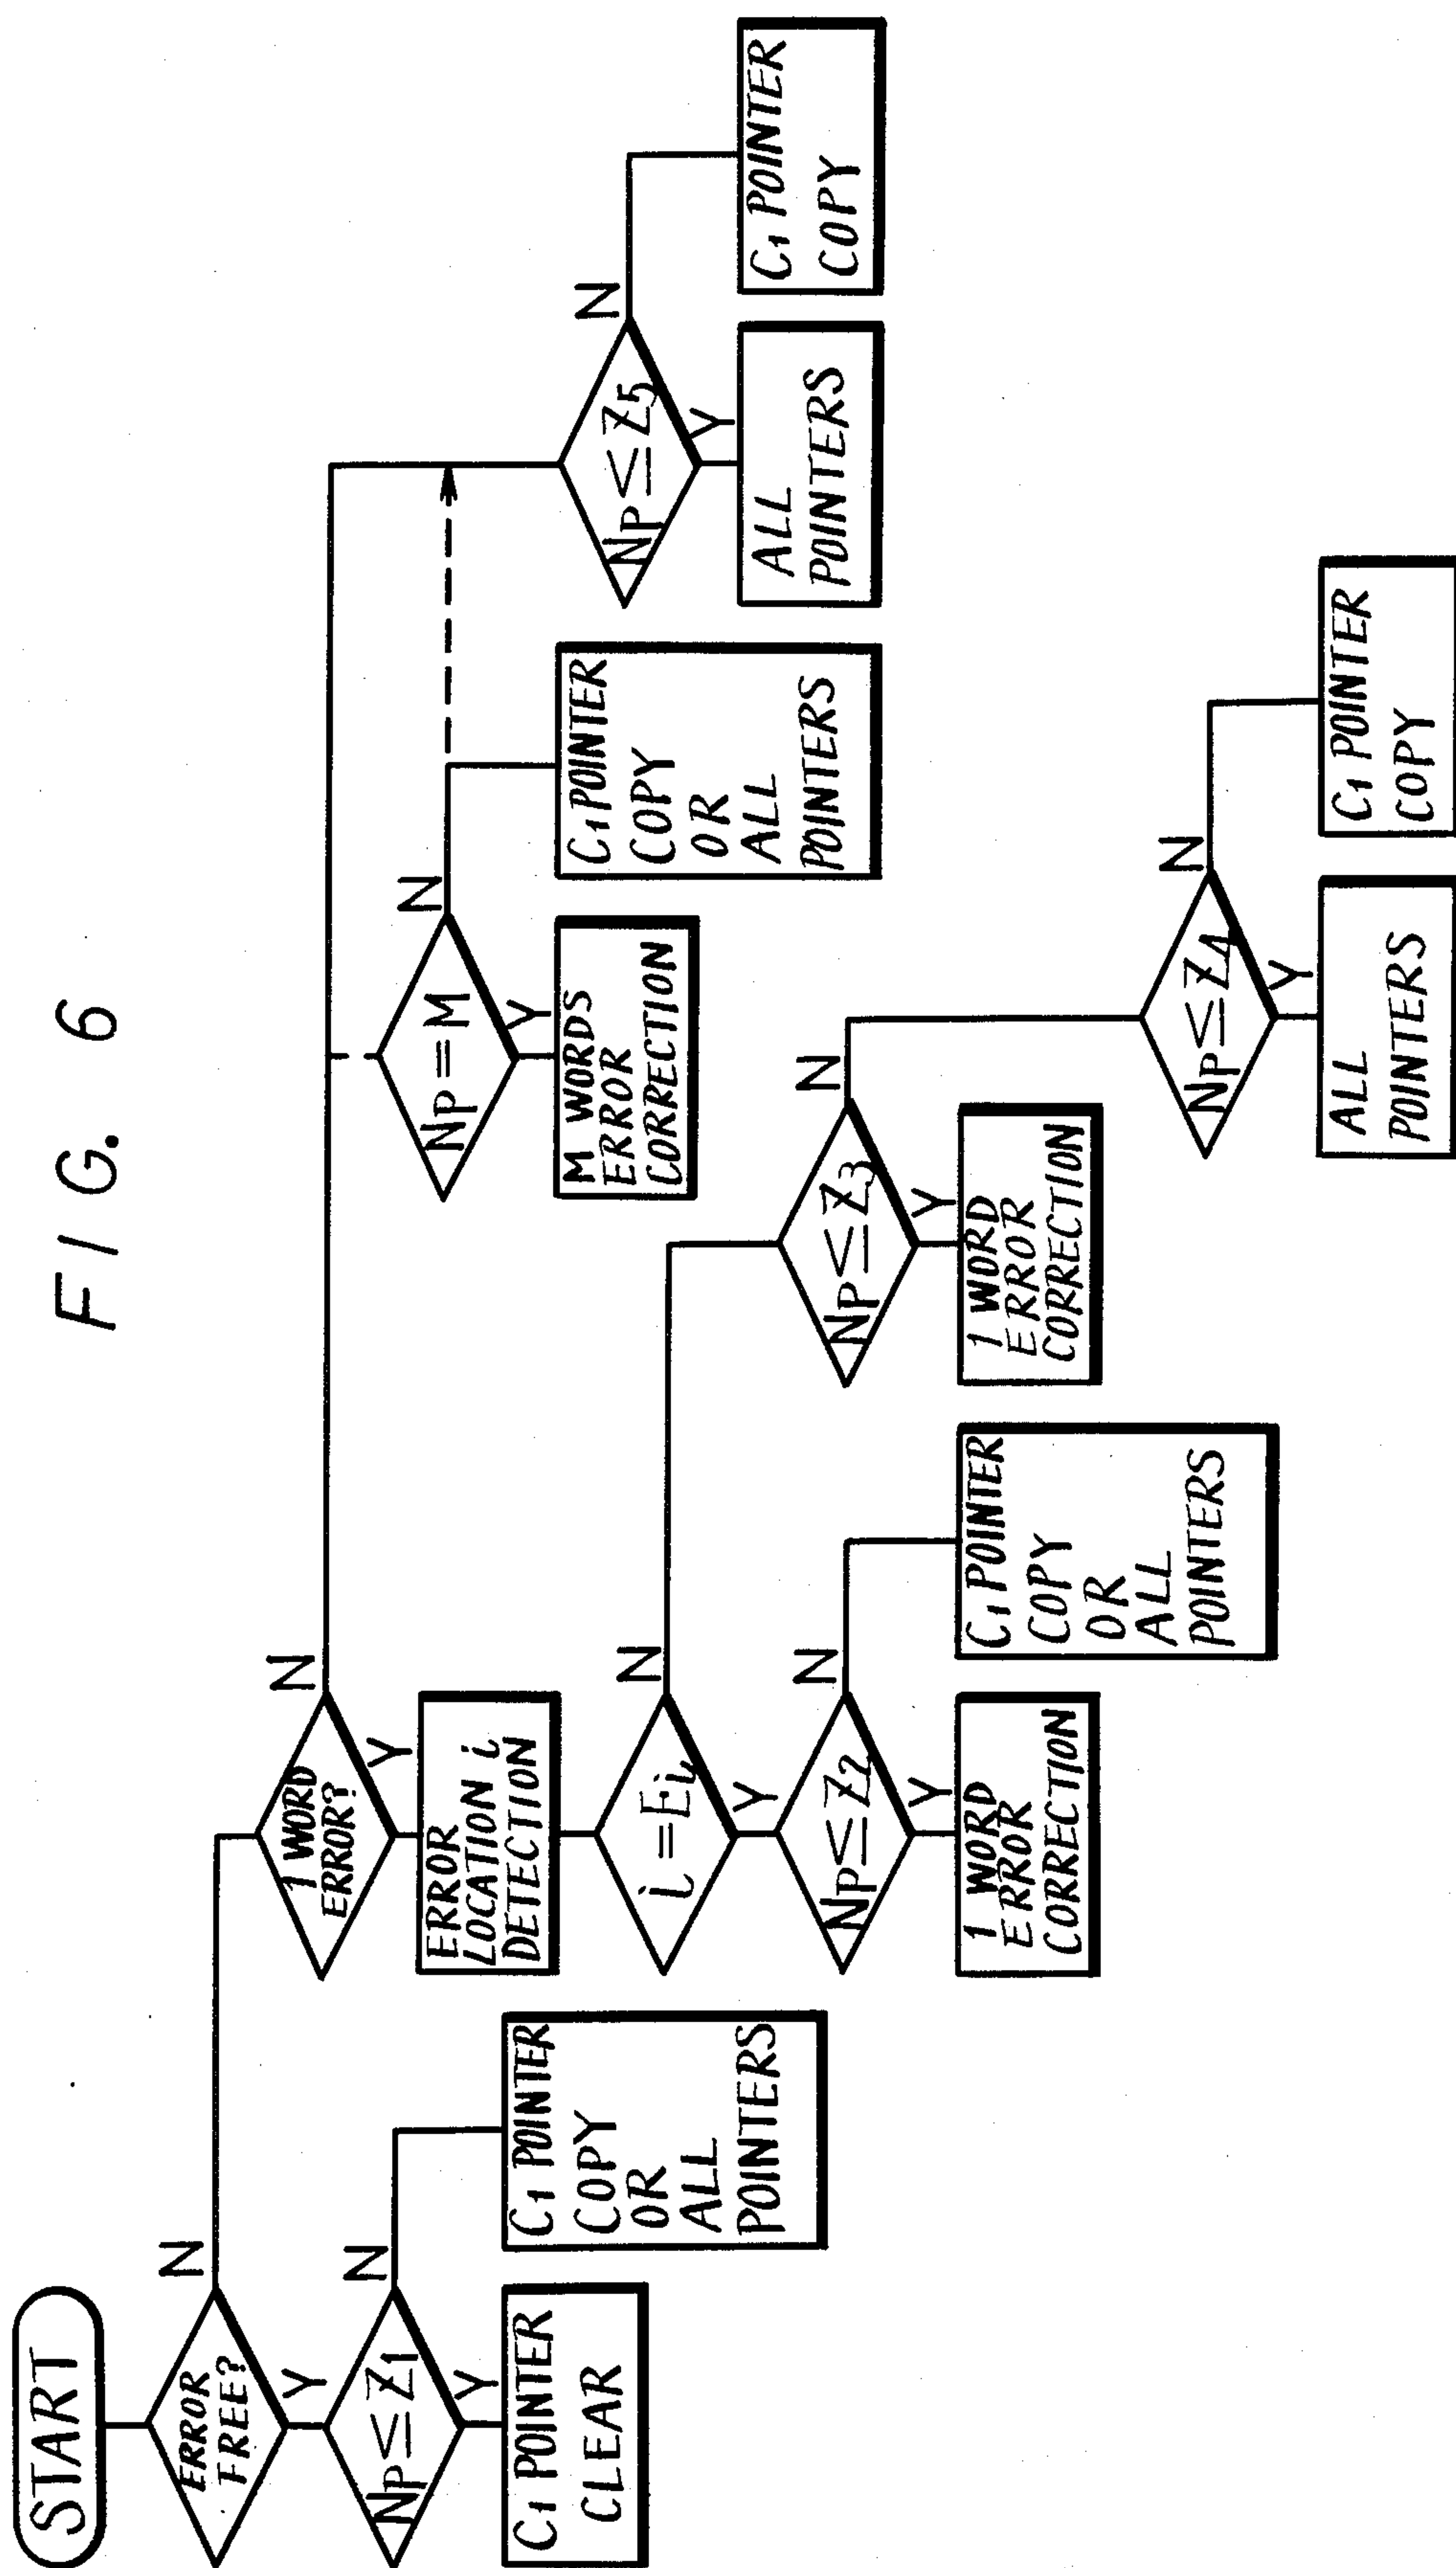 FIG. 6
START
ERROR
FREE?
N
Y
NP≤Z1
N
Y
C1 POINTER
CLEAR
C1 POINTER
COPY
OR
ALL
POINTERS
1 WORD
ERROR?
N
Y
ERROR
LOCATION i
DETECTION
i=Ei
N
Y
NP≤Z2
N
Y
1 WORD
ERROR
CORRECTION
C1 POINTER
COPY
OR
ALL
POINTERS
NP≤Z3
N
Y
1 WORD
ERROR
CORRECTION
NP≤Z4
N
Y
ALL
POINTERS
C1 POINTER
COPY
NP=M
N
Y
M WORDS
ERROR
CORRECTION
C1 POINTER
COPY
OR
ALL
POINTERS
NP≤Z5
N
Y
ALL
POINTERS
C1 POINTER
COPY